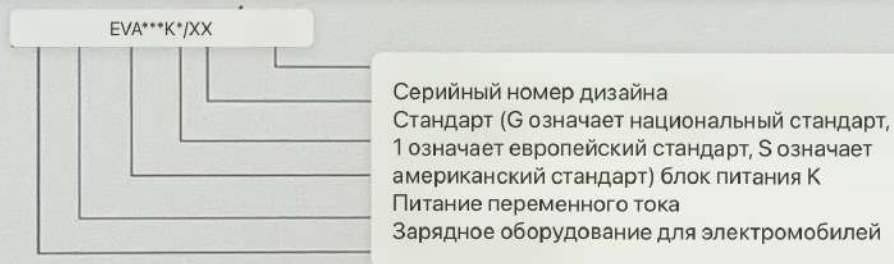 EVA***K*/XX
Серийный номер дизайна
Стандарт (G означает национальный стандарт,
1 означает европейский стандарт, S означает
американский стандарт) блок питания K
Питание переменного тока
Зарядное оборудование для электромобилей